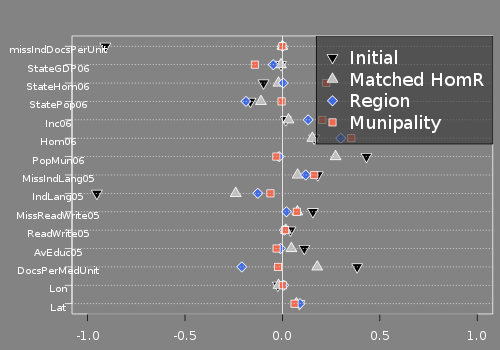 missIndDocsPerUnit
StateGDP06
StateHom06
StatePop06
Inc06
Hom06
PopMun06
MissIndLang05
IndLang05
MissReadWrite05
ReadWrite05
AvEduc05
DocsPerMedUnit
Lon
Lat
Initial
Matched HomR
Region
Munipality
-1.0 -0.5 0.0 0.5 1.0